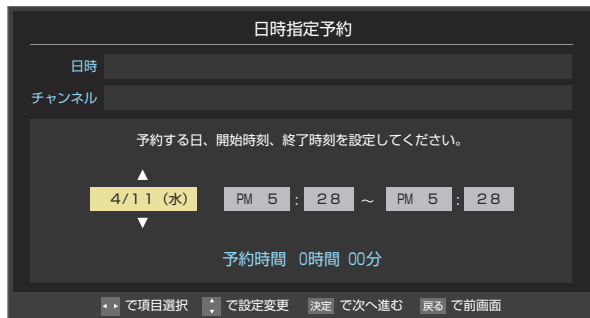 日時指定予約
日時
チャンネル
予約する日、開始時刻、終了時刻を設定してください。
▲
4/11（水） PM 5 : 28 ～ PM 5 : 28
▼
予約時間 0時間 00分
で項目選択 で設定変更 決定 で次へ進む 戻る で前画面